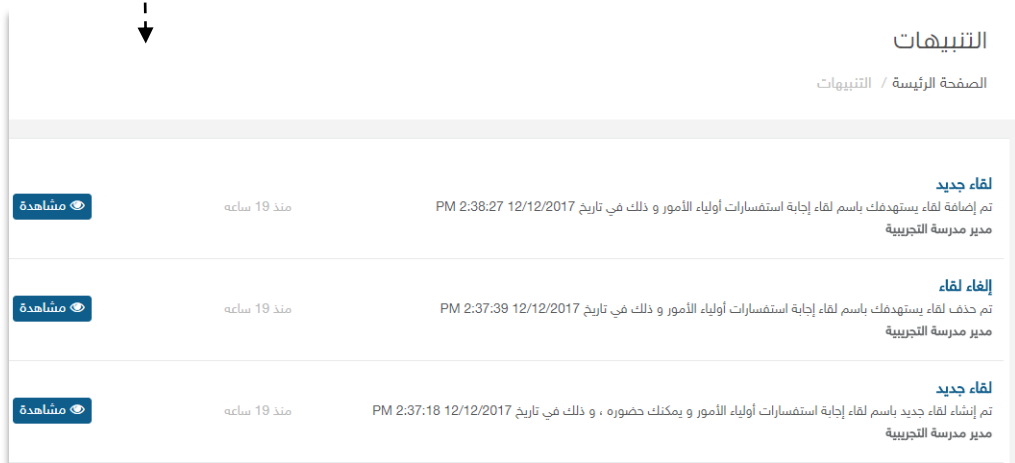 التنبيهات
الصفحة الرئيسة / التنبيهات
لقاء جديد
تم إضافة لقاء يستهدفك باسم لقاء إجابة استفسارات أولياء الأمور و ذلك في تاريخ 12/12/2017 2:38:27 PM
منذ 19 ساعه
مشاهدة
مدير مدرسة التجريبية
إلغاء لقاء
تم حذف لقاء يستهدفك باسم لقاء إجابة استفسارات أولياء الأمور و ذلك في تاريخ 12/12/2017 2:37:39 PM
منذ 19 ساعه
مشاهدة
مدير مدرسة التجريبية
لقاء جديد
تم إنشاء لقاء جديد باسم لقاء إجابة استفسارات أولياء الأمور و يمكنك حضوره ، و ذلك في تاريخ 12/12/2017 2:37:18 PM
منذ 19 ساعه
مشاهدة
مدير مدرسة التجريبية